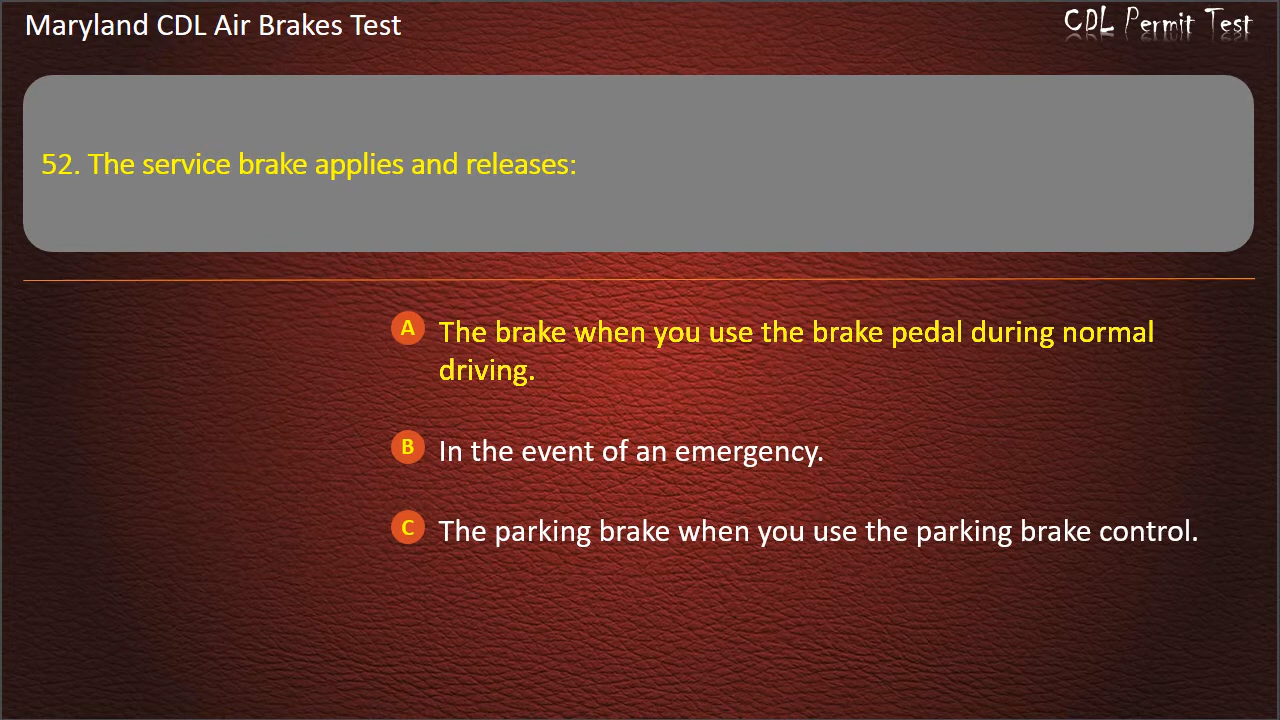 Maryland CDL Air Brakes Test
CDL Permit Test
52. The service brake applies and releases:
A The brake when you use the brake pedal during normal
driving.
B In the event of an emergency.
C The parking brake when you use the parking brake control.